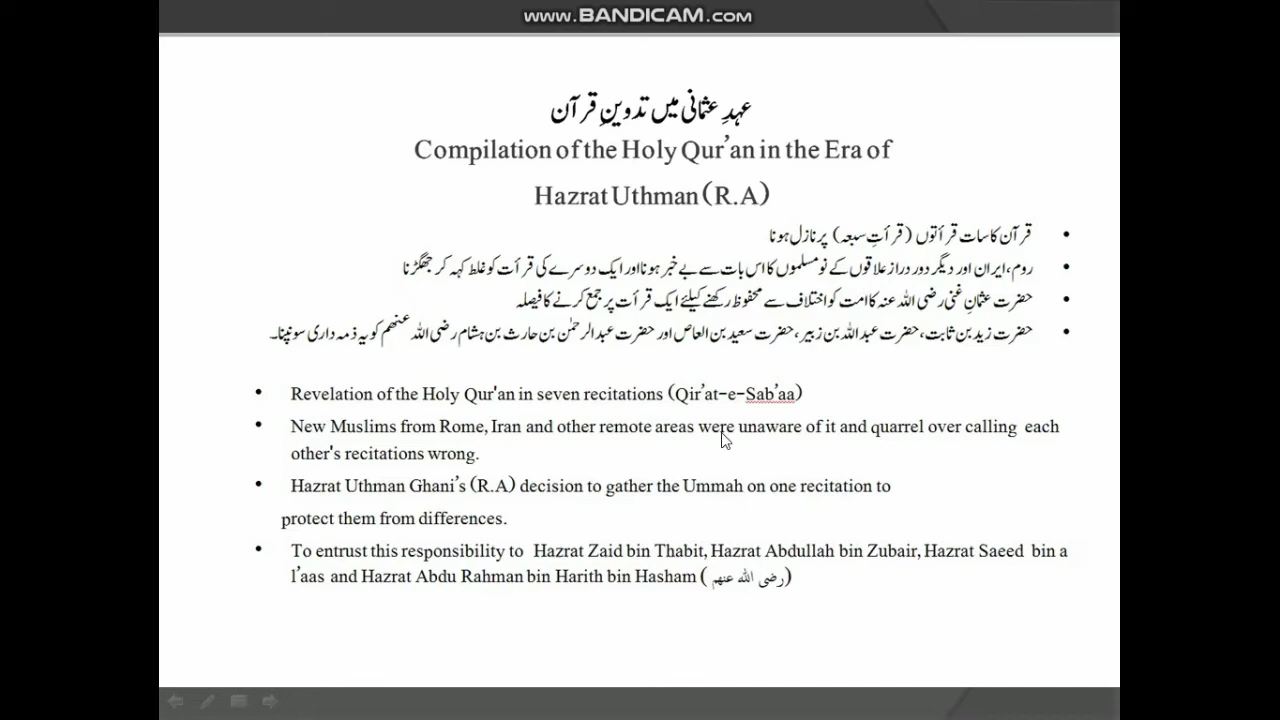 www.BANDICAM.com
عہدِ عثمانی میں تدوینِ قرآن
Compilation of the Holy Qur’an in the Era of
Hazrat Uthman (R.A)
• قرآن کا سات قرأتوں (قرأتِ سبعہ) پر نازل ہونا
• روم، ایران اور دیگر دور دراز علاقوں کے نو مسلموں کا اس بات سے بے خبر ہونا اور ایک دوسرے کی قرأت کو غلط کہہ کر جھگڑنا
• حضرت عثمانِ غنی رضی اللہ عنہ کا امت کو اختلاف سے محفوظ رکھنے کیلئے ایک قرأت پر جمع کرنے کا فیصلہ
• حضرت زید بن ثابت، حضرت عبد اللہ بن زبیر، حضرت سعید بن العاص اور حضرت عبد الرحمٰن بن حارث بن ہشام رضی اللہ عنھم کو یہ ذمہ داری سونپنا۔
• Revelation of the Holy Qur'an in seven recitations (Qir’at-e-Sab’aa)
• New Muslims from Rome, Iran and other remote areas were unaware of it and quarrel over calling each
other's recitations wrong.
• Hazrat Uthman Ghani’s (R.A) decision to gather the Ummah on one recitation to
protect them from differences.
• To entrust this responsibility to Hazrat Zaid bin Thabit, Hazrat Abdullah bin Zubair, Hazrat Saeed bin a
l’aas and Hazrat Abdu Rahman bin Harith bin Hasham ( رضی اللہ عنہم)